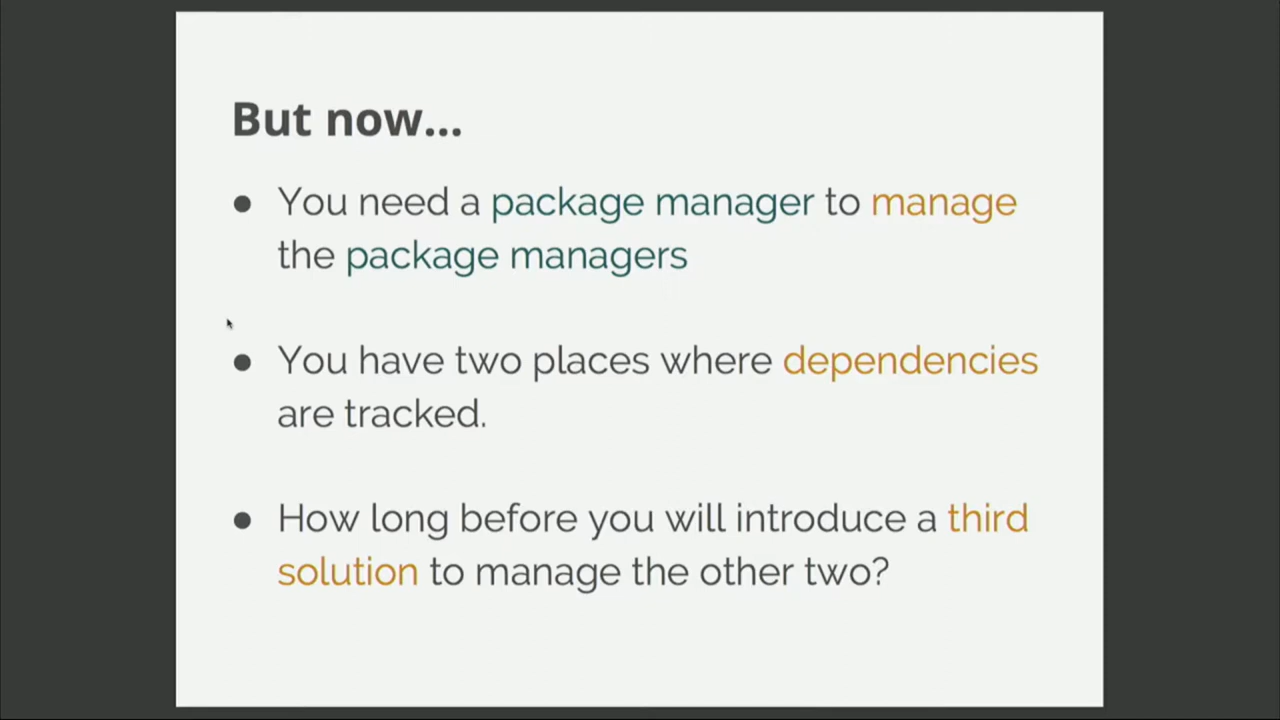 But now...
● You need a package manager to manage
the package managers
● You have two places where dependencies
are tracked.
● How long before you will introduce a third
solution to manage the other two?